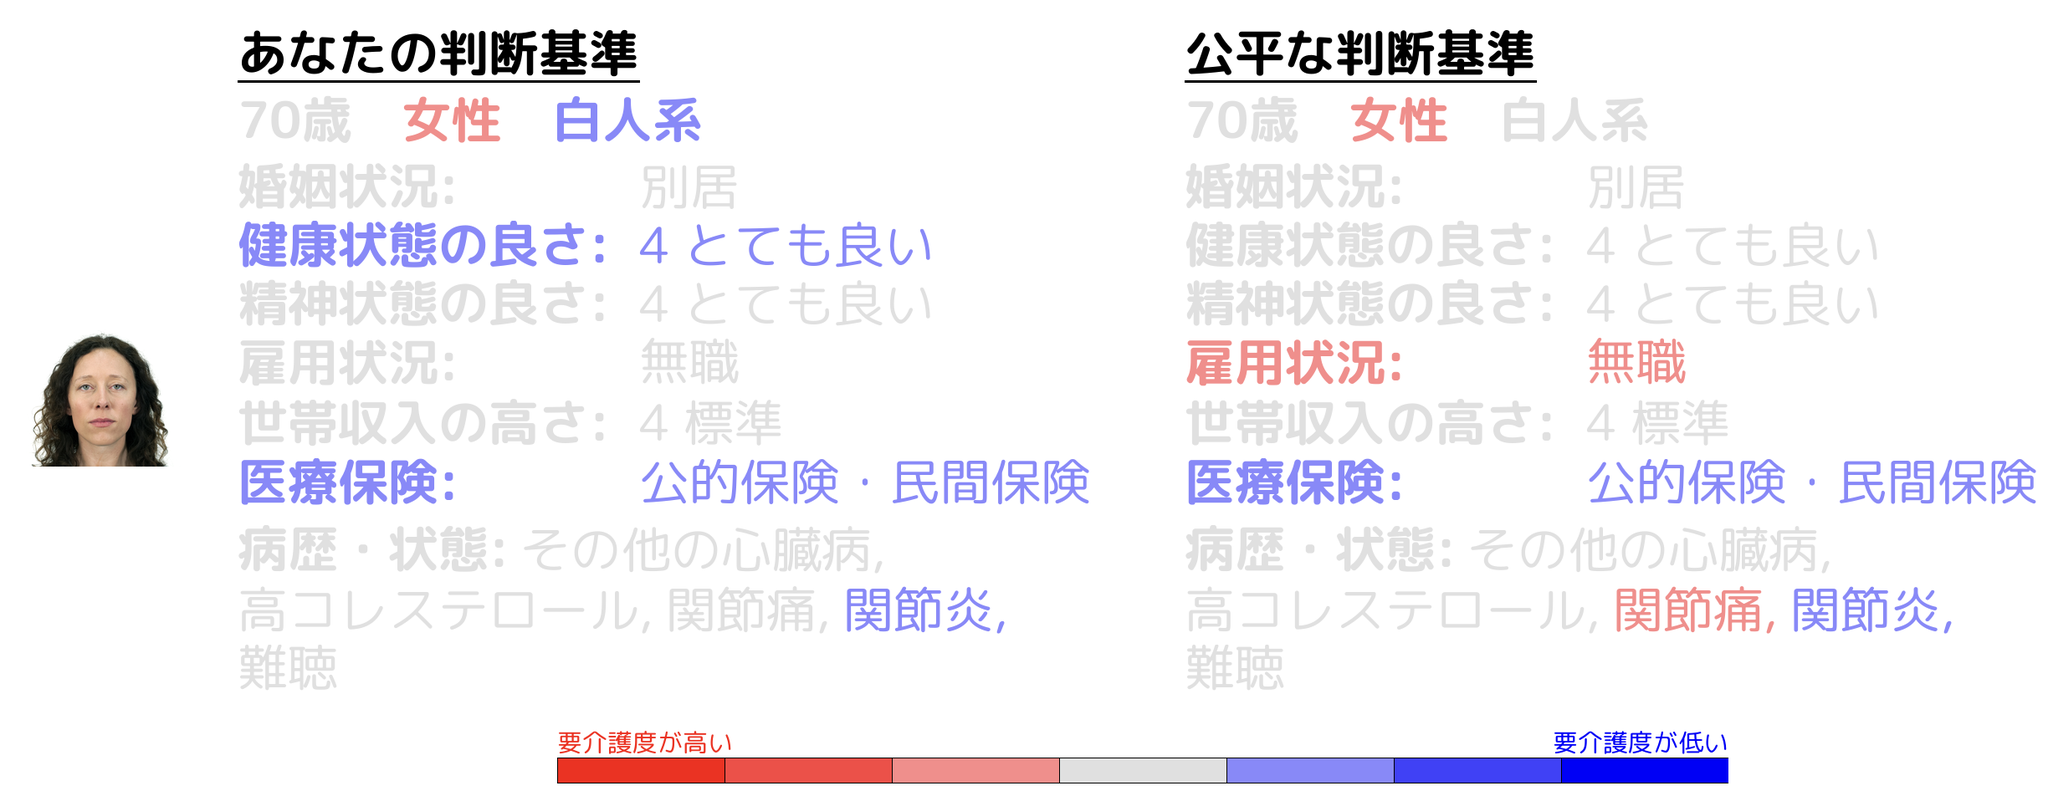 あなたの判断基準
70歳 女性 白人系
婚姻状況: 別居
健康状態の良さ: 4 とても良い
精神状態の良さ: 4 とても良い
雇用状況: 無職
世帯収入の高さ: 4 標準
医療保険: 公的保険・民間保険
病歴・状態: その他の心臓病,
高コレステロール, 関節痛, 関節炎,
難聴
公平な判断基準
70歳 女性 白人系
婚姻状況: 別居
健康状態の良さ: 4 とても良い
精神状態の良さ: 4 とても良い
雇用状況: 無職
世帯収入の高さ: 4 標準
医療保険: 公的保険・民間保険
病歴・状態: その他の心臓病,
高コレステロール, 関節痛, 関節炎,
難聴
要介護度が高い
要介護度が低い